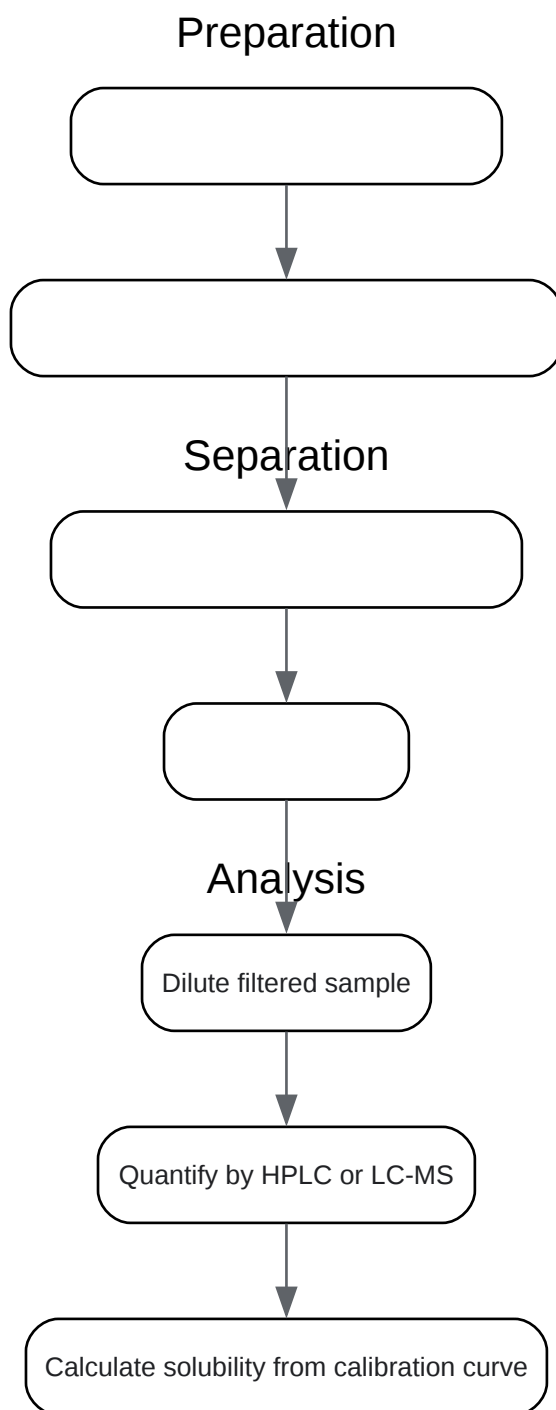 Preparation
Separation
Analysis
Dilute filtered sample
Quantify by HPLC or LC-MS
Calculate solubility from calibration curve